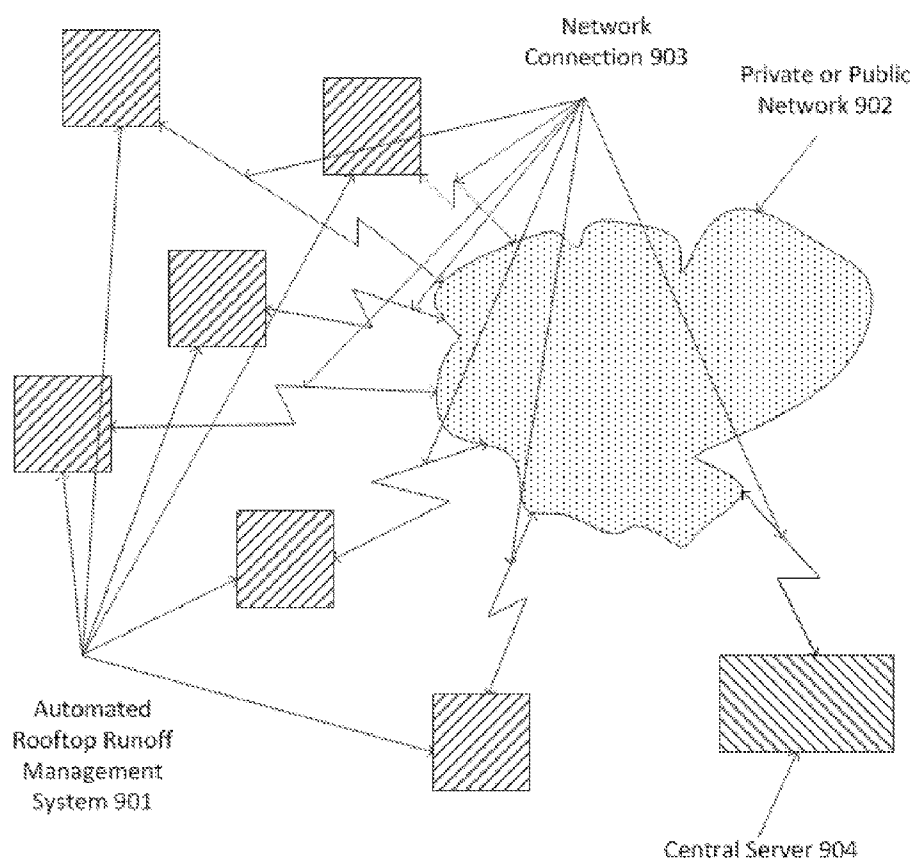 Network
Connection 903
Private or Public
Network 902
Automated
Rooftop Runoff
Management
System 901
Central Server 904